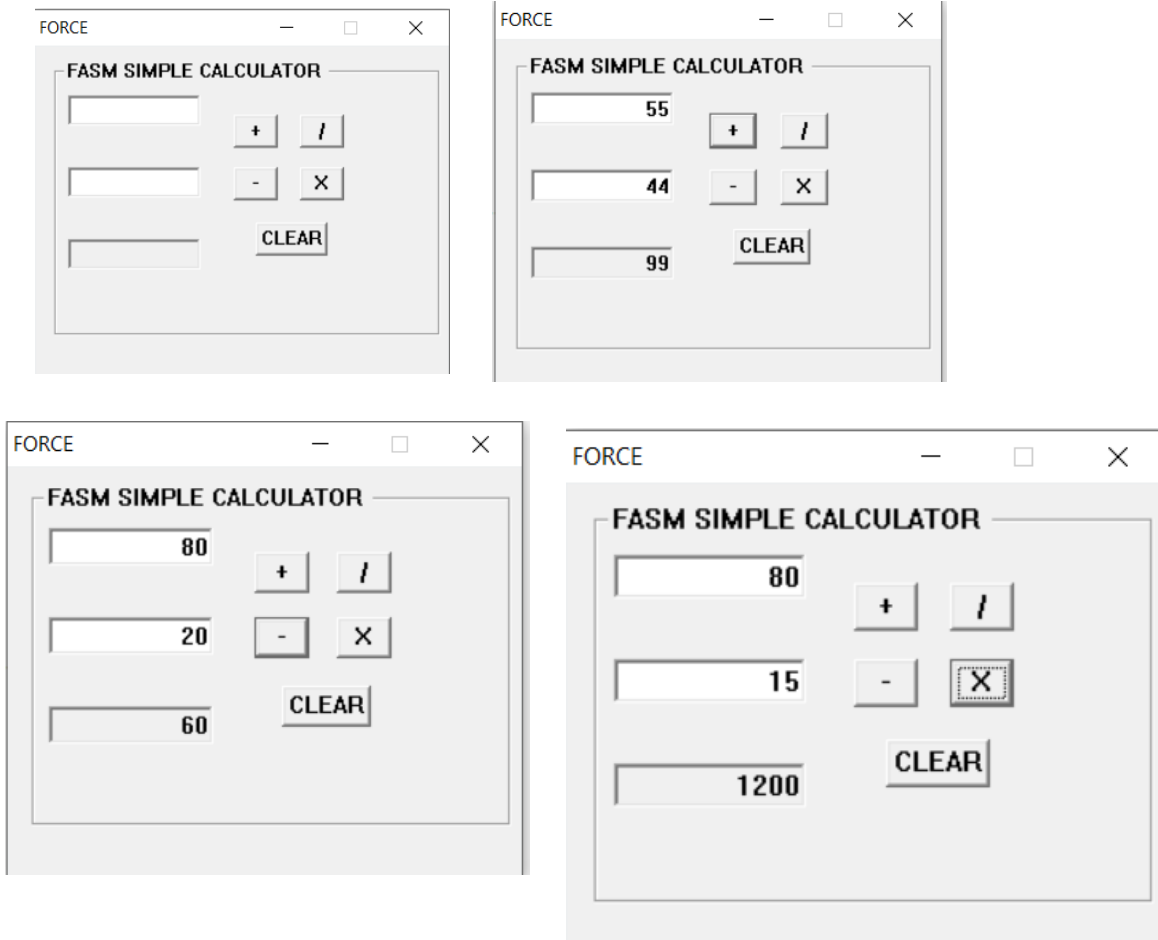 FORCE
FASM SIMPLE CALCULATOR
+ /
- X
CLEAR
FORCE
FASM SIMPLE CALCULATOR
55
+ /
44
- X
CLEAR
99
FORCE
FASM SIMPLE CALCULATOR
80
+ /
20 - X
CLEAR
60
FORCE
FASM SIMPLE CALCULATOR
80
+ /
15 - X
CLEAR
1200